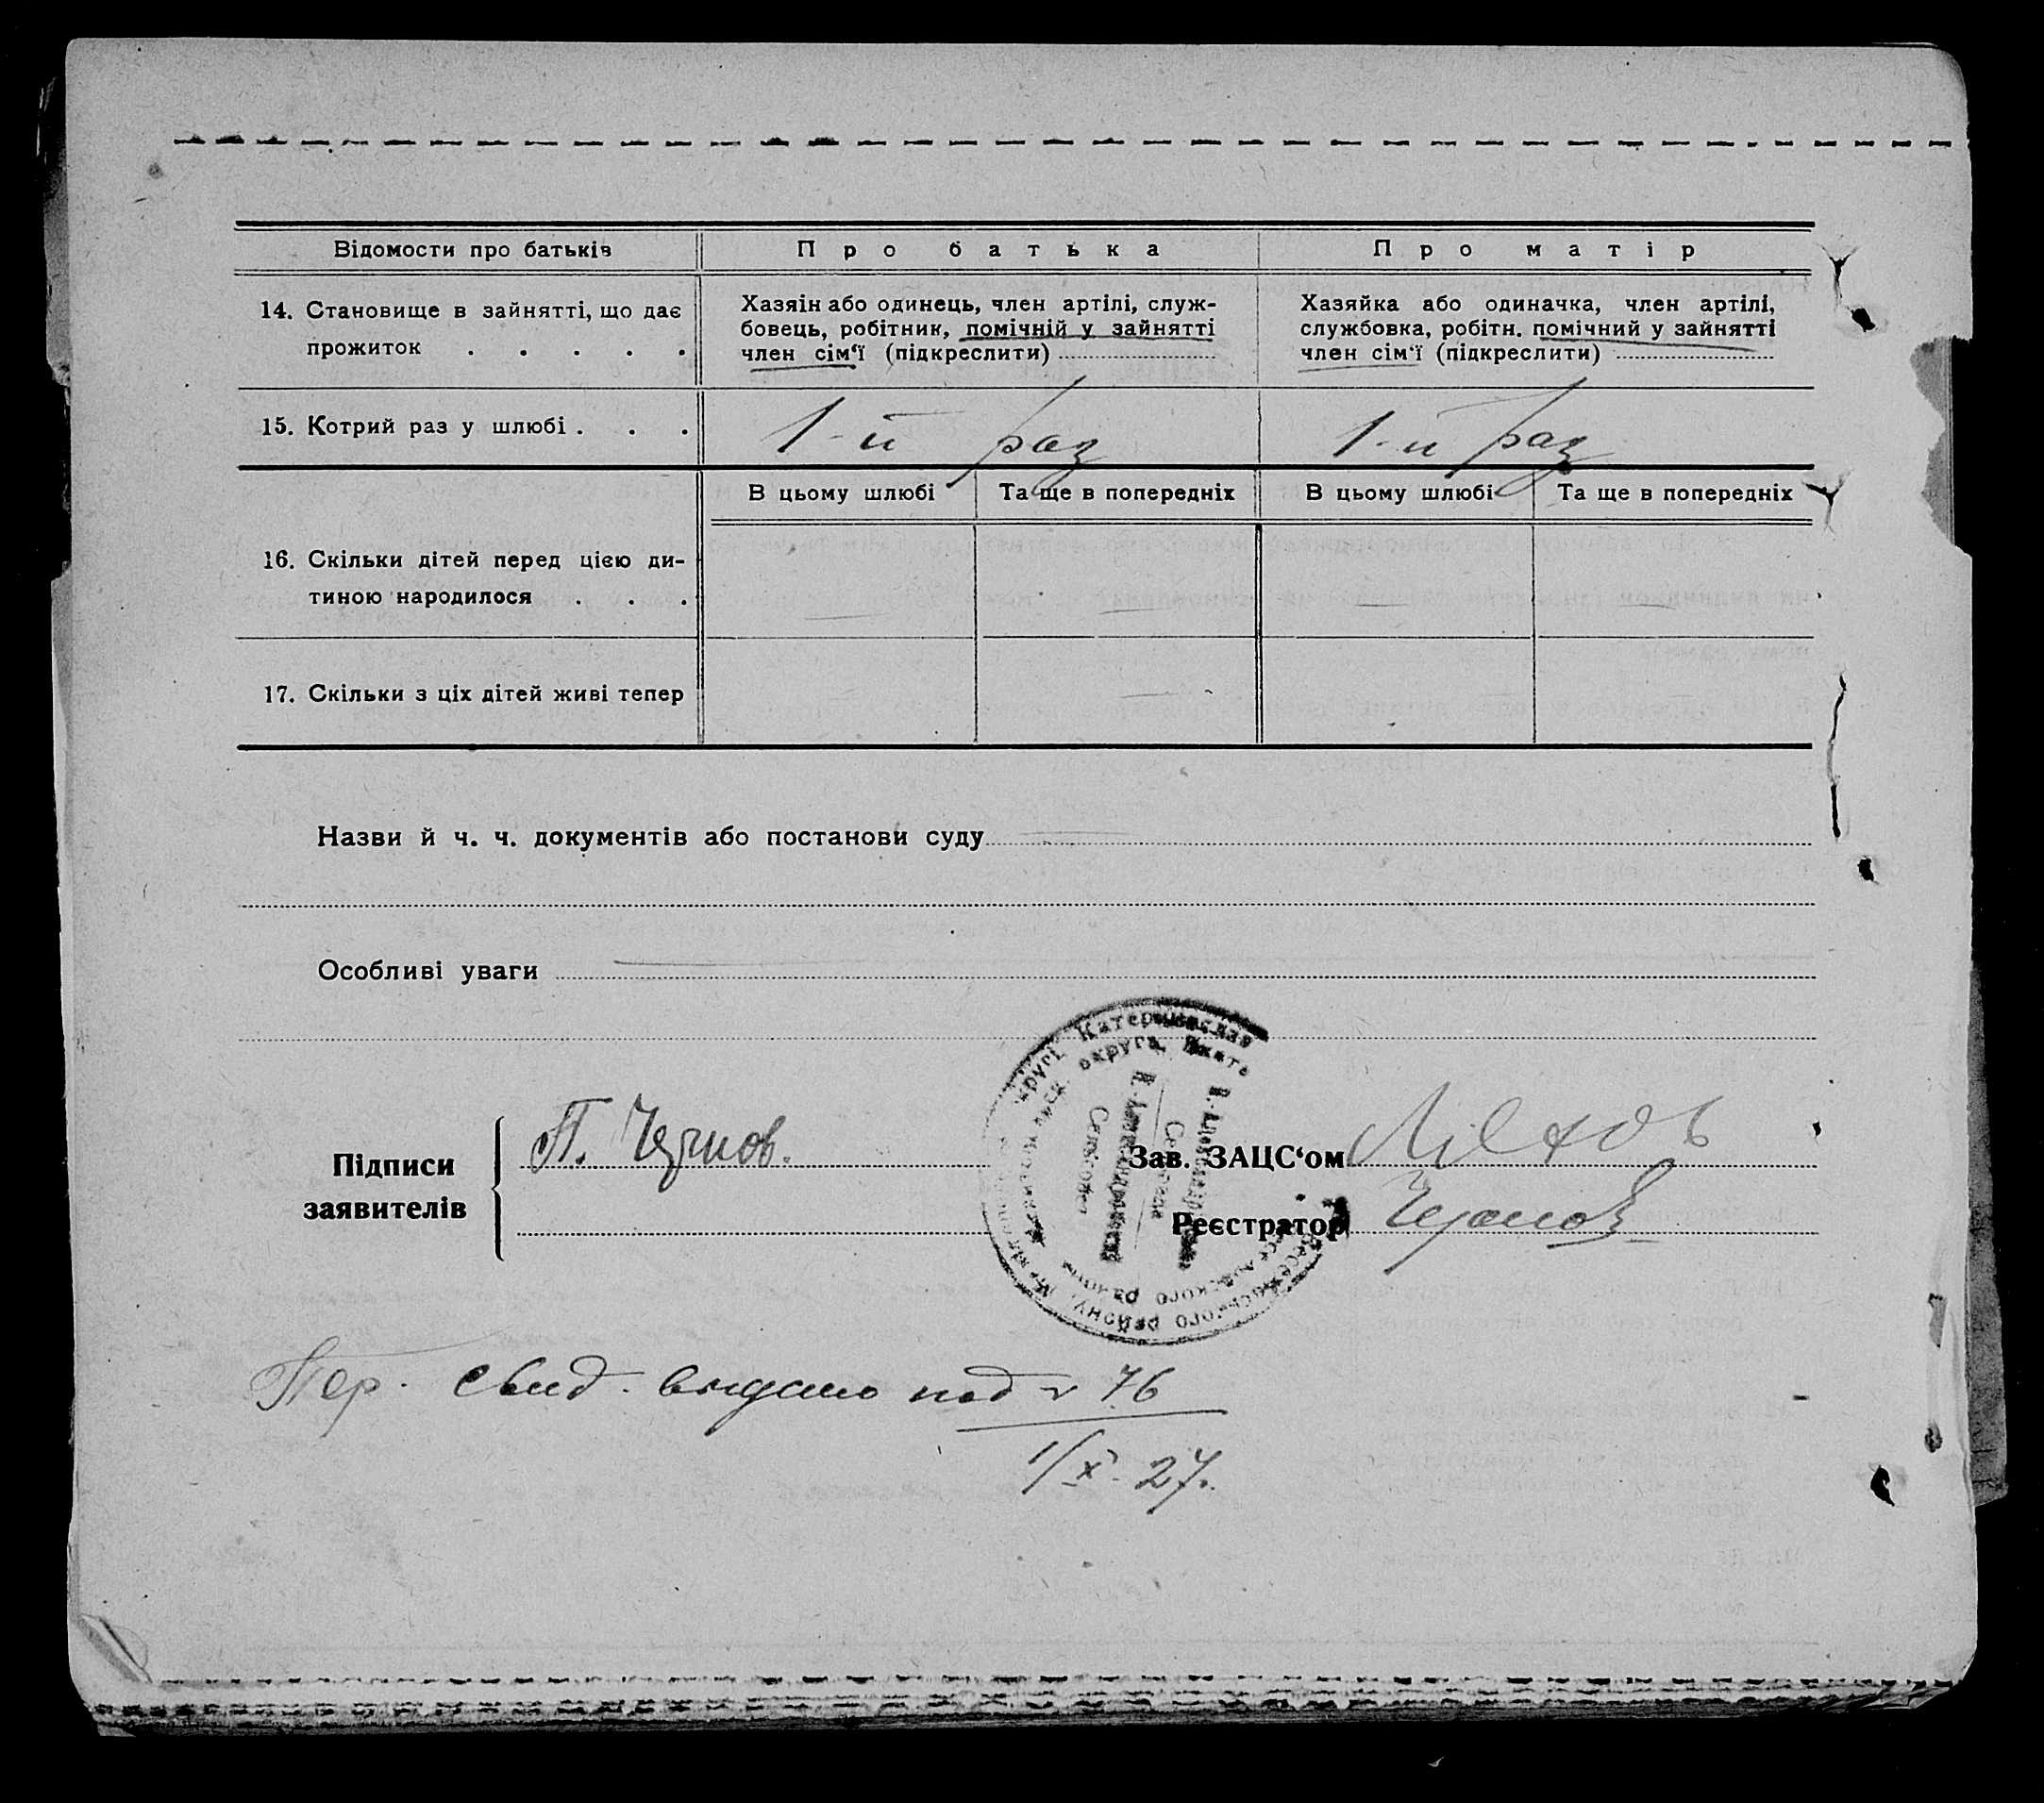 Відомости про батьків
Про батька
Про матір
14. Становище в зайнятті, що дає
прожиток . . . . .
Хазяін або одинець, член артілі, служ-
бовець, робітник, помічній у зайнятті
член сім‘ї (підкреслити)
Хазяйка або одиначка, член артілі,
службовка, робітн. помічний у зайнятті
член сім‘ї (підкреслити)
15. Котрий раз у шлюбі . . .
1-й раз
1-й раз
В цьому шлюбі
Та ще в попередніх
В цьому шлюбі
Та ще в попередніх
16. Скільки дітей перед цією ди-
тиною народилося . . .
17. Скільки з ціх дітей живі тепер
Назви й ч. ч. документів або постанови суду
Особливі уваги
Підписи
заявителів
П.
Зав. ЗАЦС‘ом
Реєстратор
округа
району
Пер. свид. выдано под № 76
1/X 27.